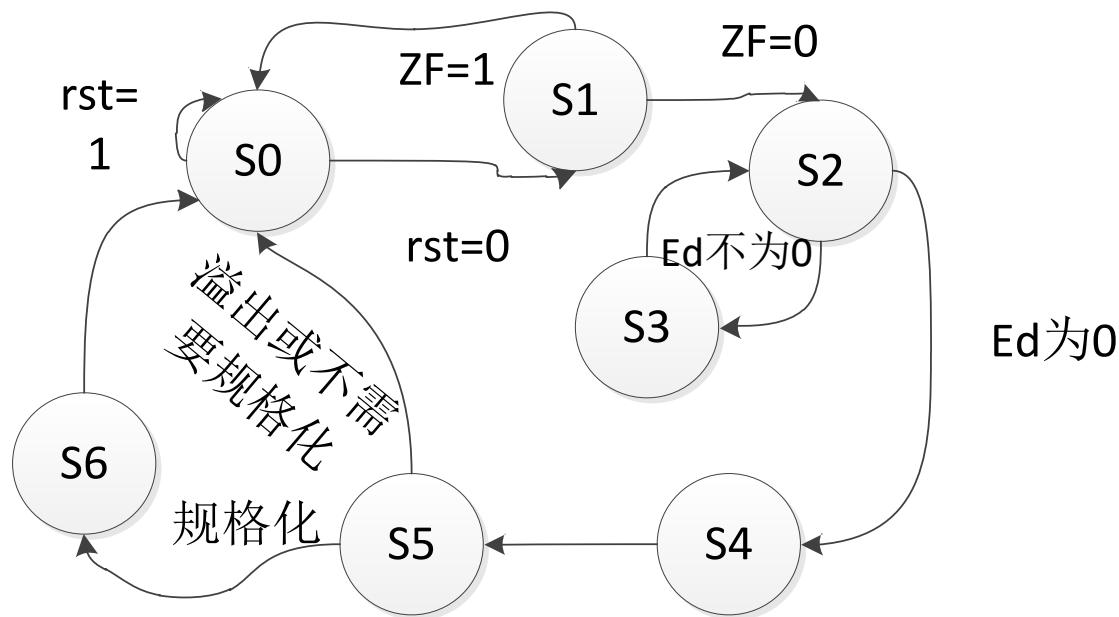 ZF=0
ZF=1
S1
rst=
1
S0
S2
rst=0
Ed不为0
S3
Ed为0
溢出或不需
要规格化
S6
规格化
S5
S4